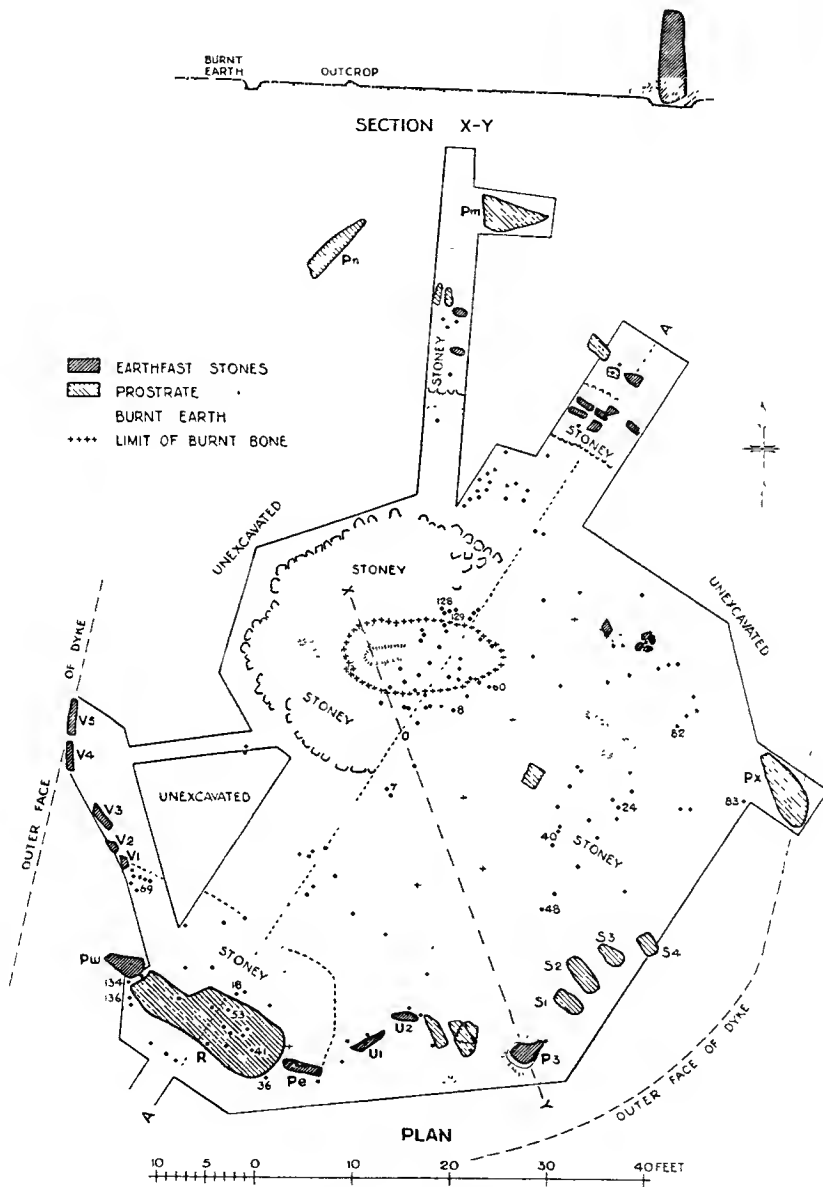 BURNT
EARTH
OUTCROP
SECTION X-Y
Pm
Pn
EARTHFAST STONES
PROSTRATE
BURNT EARTH
++++ LIMIT OF BURNT BONE
STONEY
A
STONEY
UNEXCAVATED
STONEY
X
128
129
UNEXCAVATED
60
8
STONEY
0
82
OUTER FACE OF DYKE
V5
V4
UNEXCAVATED
7
Px
83
24
V3
V2
V1
40
STONEY
69
48
STONEY
S3
S4
S2
Pw
134
136
18
53
S1
U2
R
41
U1
P3
Pe
36
A
Y
OUTER FACE OF DYKE
PLAN
10 5 0 10 20 30 40 FEET